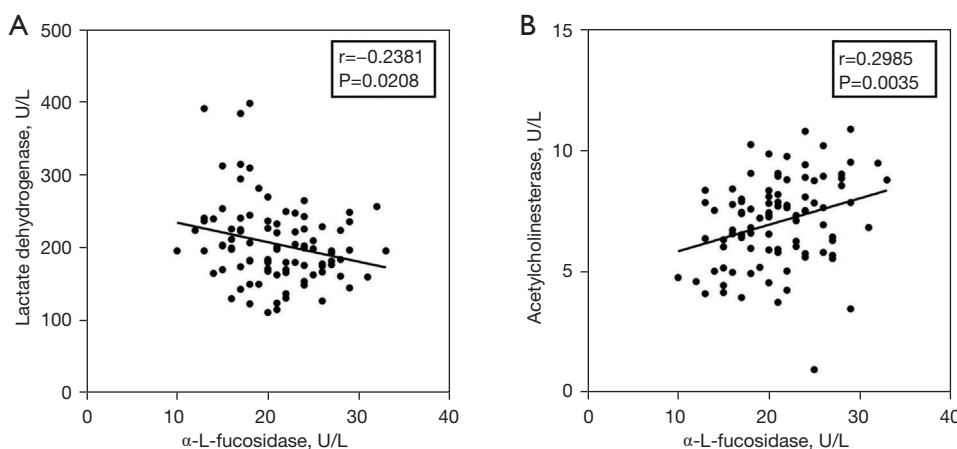 A
500
400
300
200
100
0
0 10 20 30 40
Lactate dehydrogenase, U/L
α-L-fucosidase, U/L
r=−0.2381
P=0.0208
B
15
10
5
0
0 10 20 30 40
Acetylcholinesterase, U/L
α-L-fucosidase, U/L
r=0.2985
P=0.0035